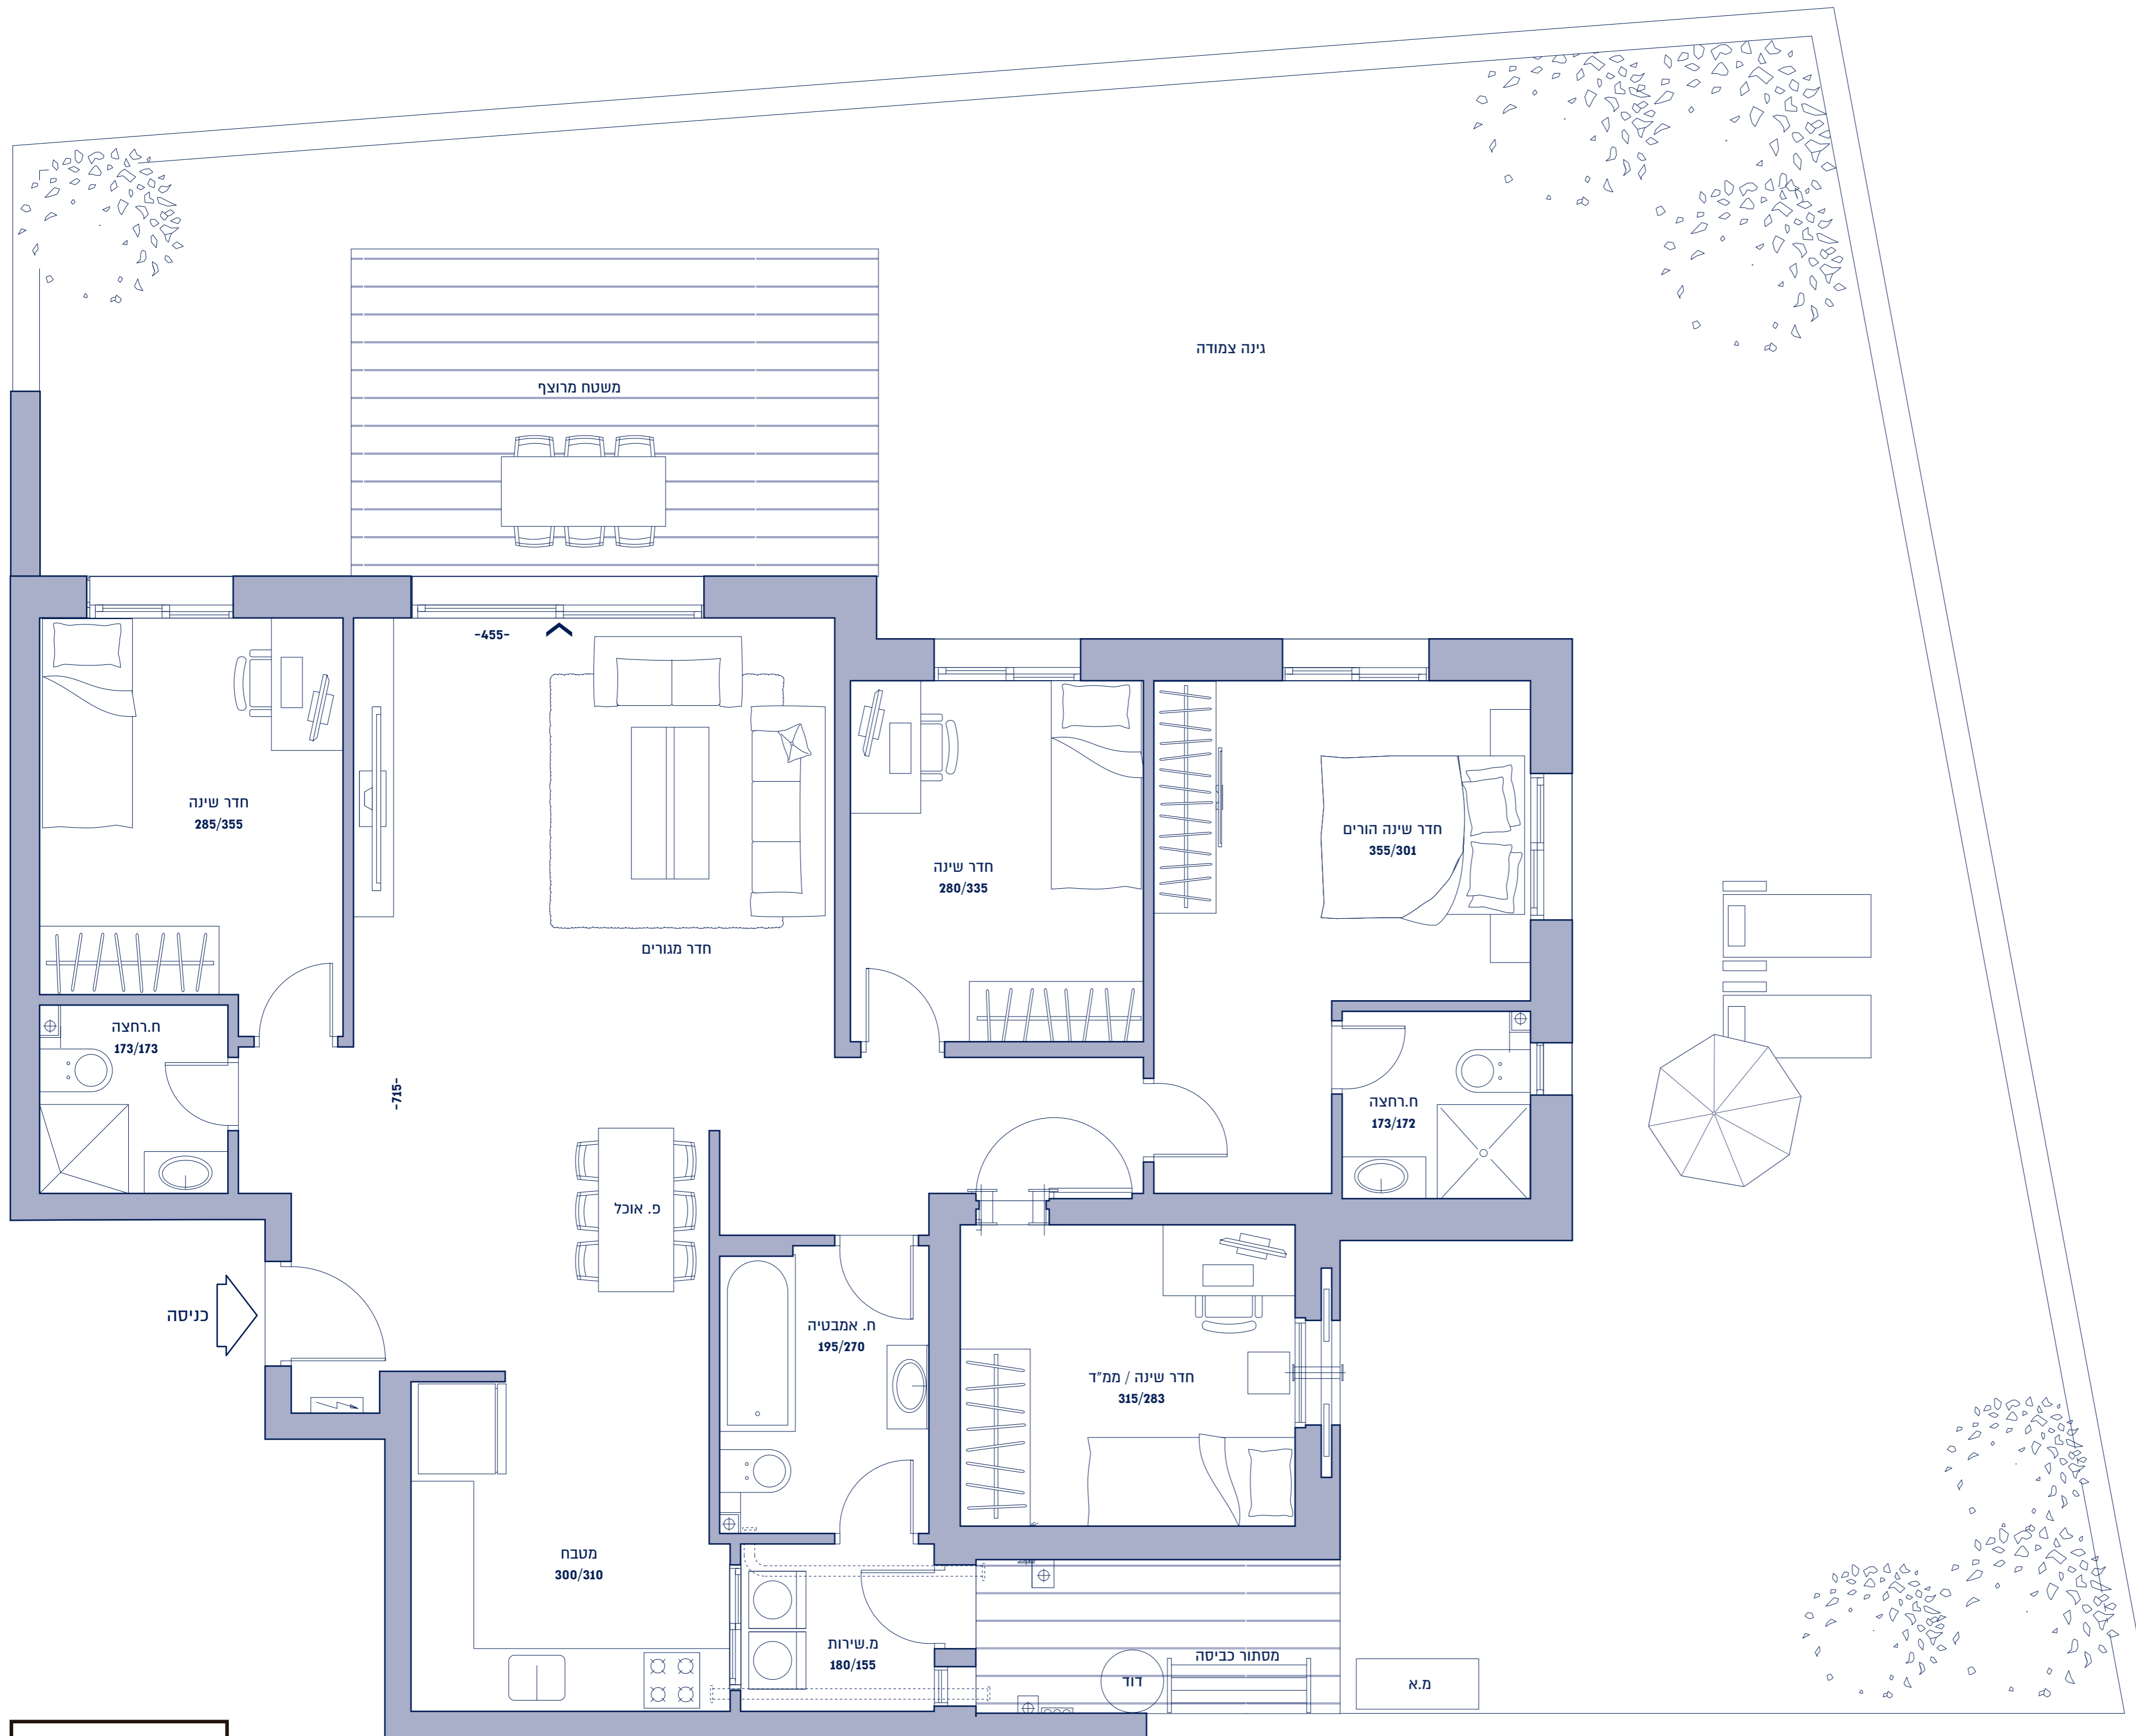 גינה צמודה
משטח מרוצף
-455-
חדר שינה
285/355
חדר שינה הורים
355/301
חדר שינה
280/335
חדר מגורים
ח.רחצה
173/173
-715-
ח.רחצה
173/172
פ. אוכל
כניסה
ח. אמבטיה
195/270
חדר שינה / ממ"ד
315/283
מטבח
300/310
מ.שירות
180/155
מסתור כביסה
דוד
מ.א